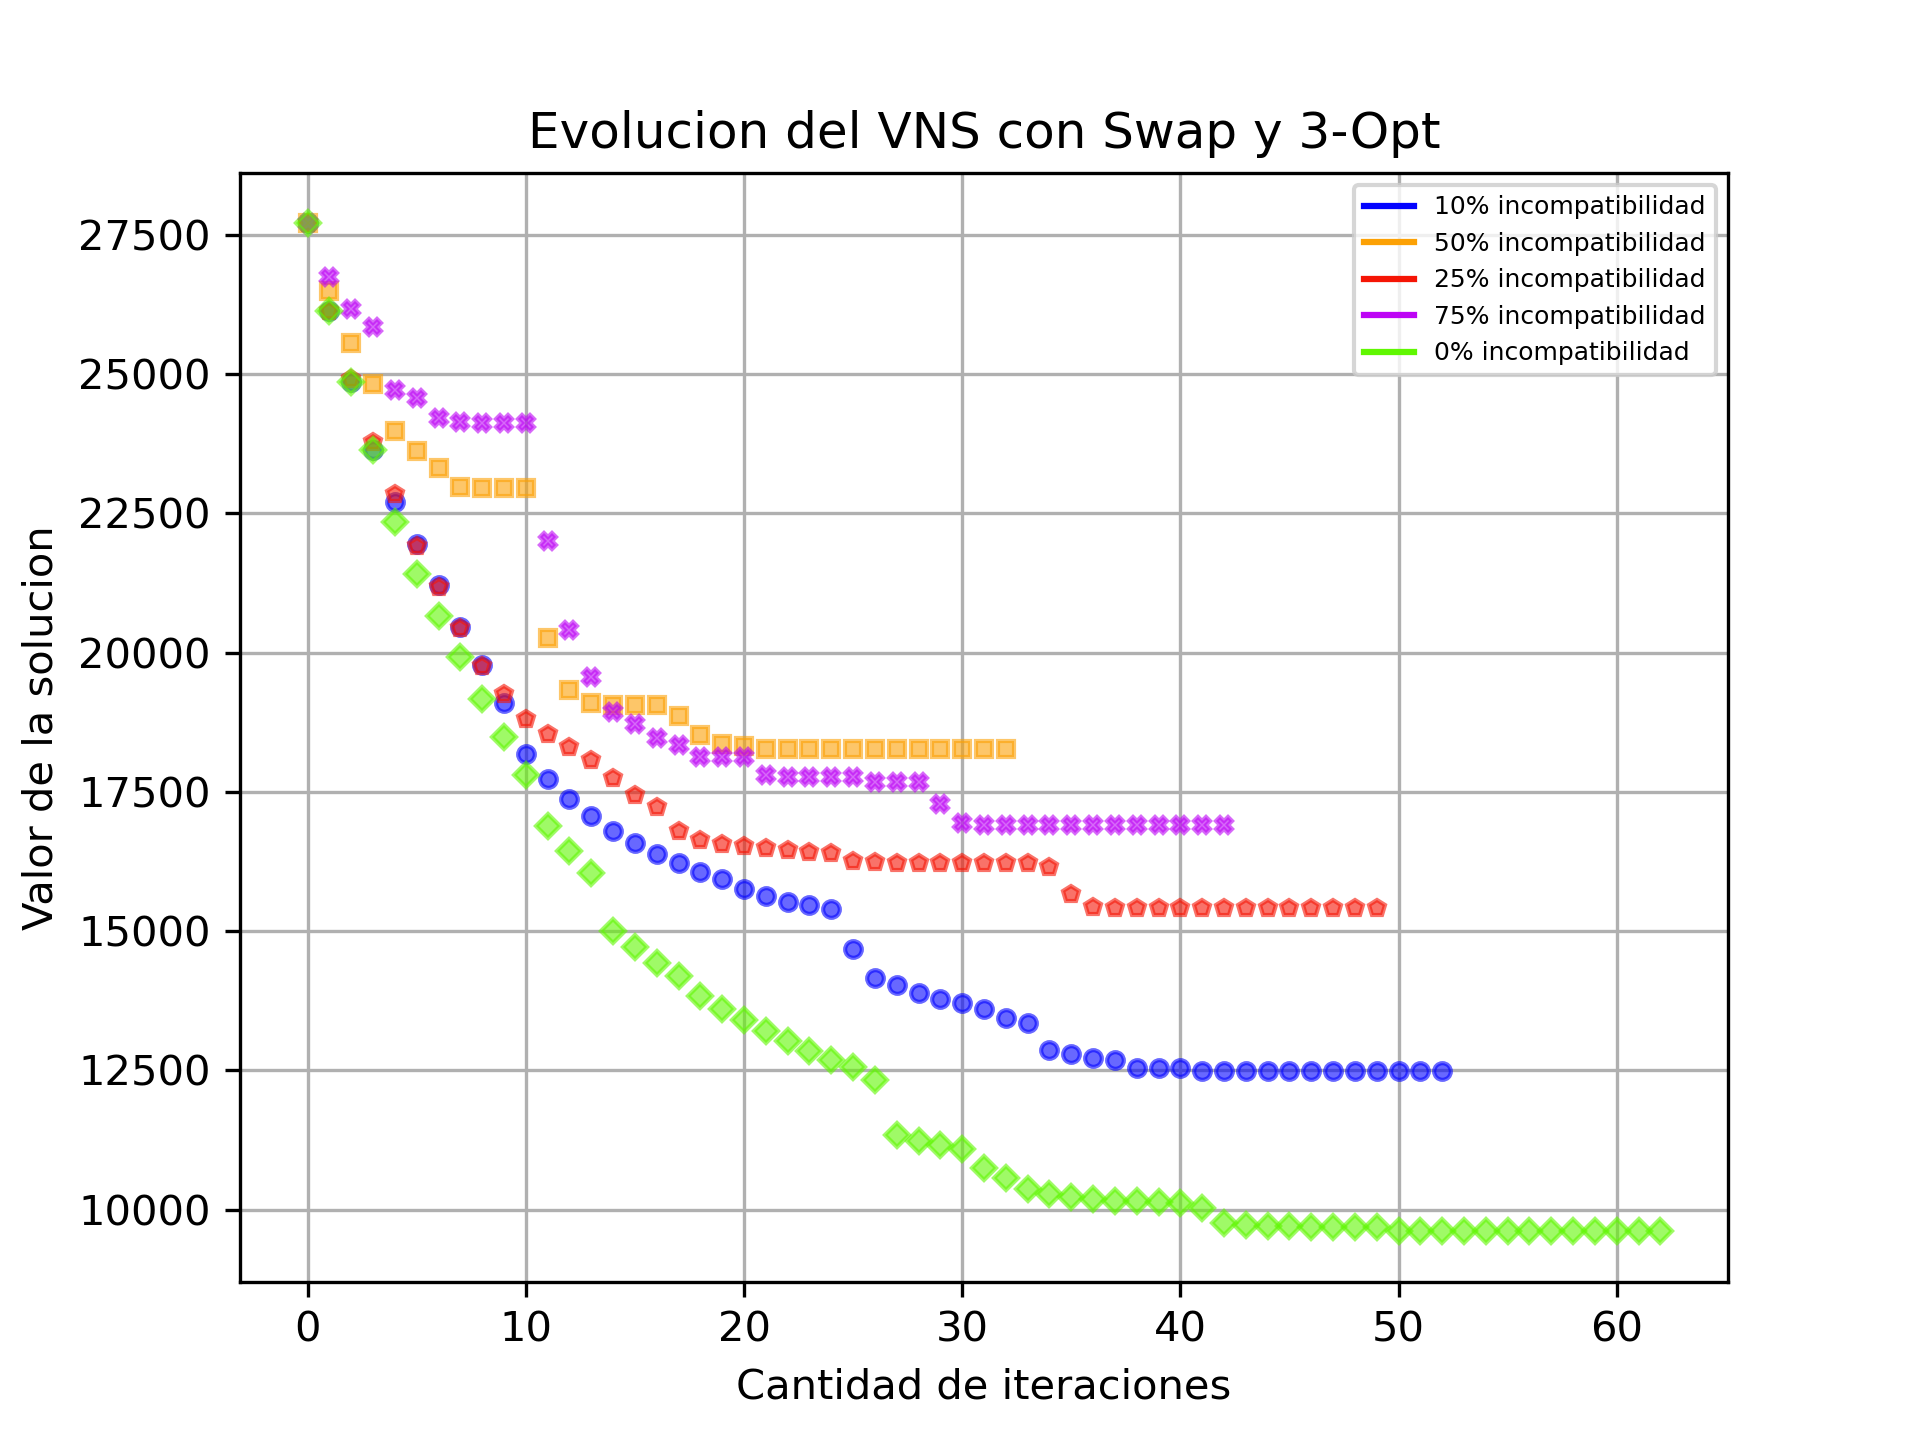 Evolucion del VNS con Swap y 3-Opt
10% incompatibilidad
50% incompatibilidad
25% incompatibilidad
75% incompatibilidad
0% incompatibilidad
Valor de la solucion
27500
25000
22500
20000
17500
15000
12500
10000
0 10 20 30 40 50 60
Cantidad de iteraciones